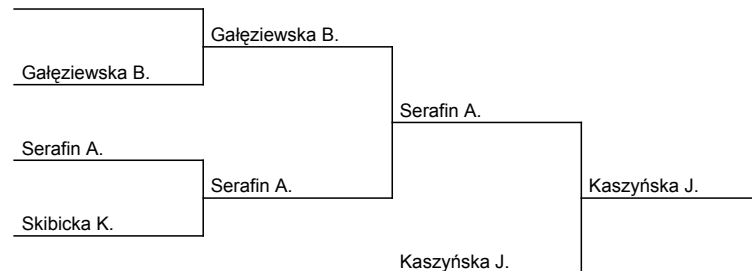 Gałęziewska B.
Gałęziewska B.
Serafin A.
Serafin A.
Serafin A.
Kaszyńska J.
Skibicka K.
Kaszyńska J.